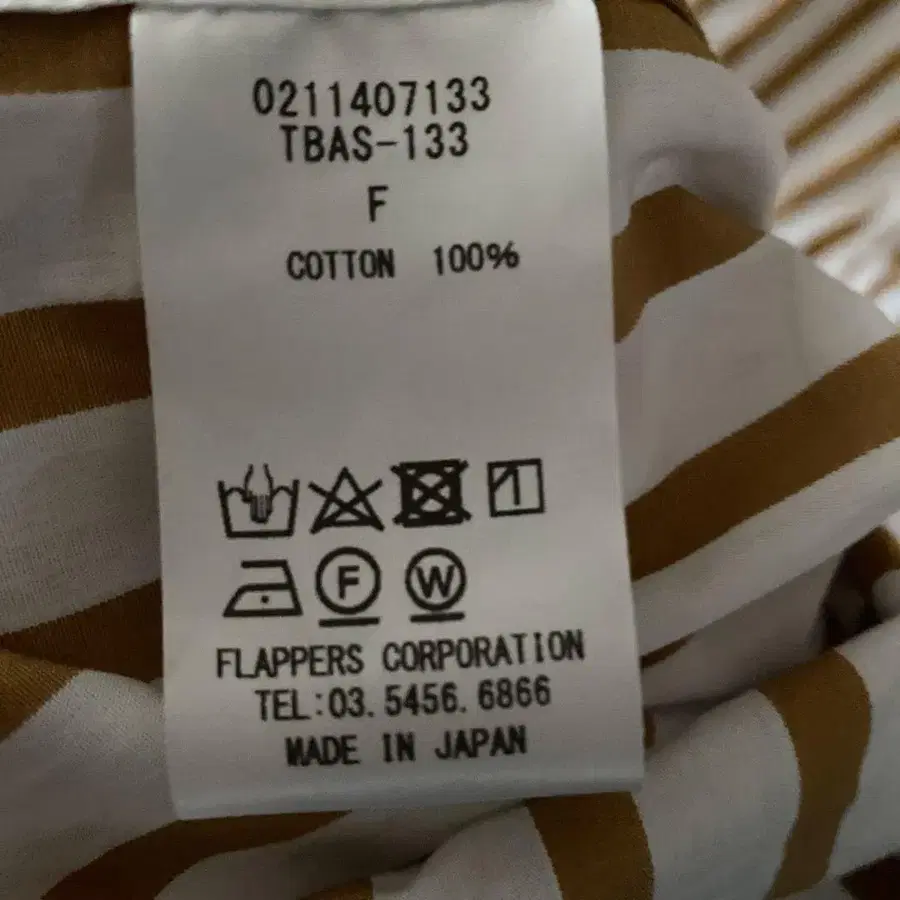 0211407133
TBAS-133
F
COTTON 100%
F W
FLAPPERS CORPORATION
TEL:03.5456.6866
MADE IN JAPAN